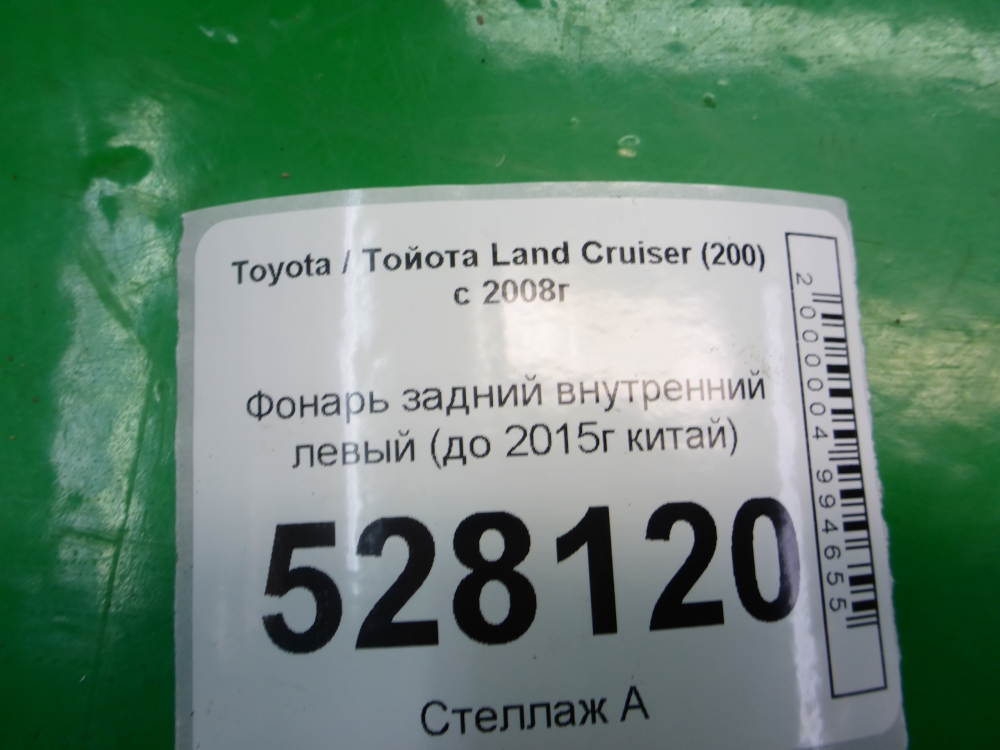 Toyota / Тойота Land Cruiser (200)
с 2008г
Фонарь задний внутренний
левый (до 2015г китай)
528120
Стеллаж А
2000004994655